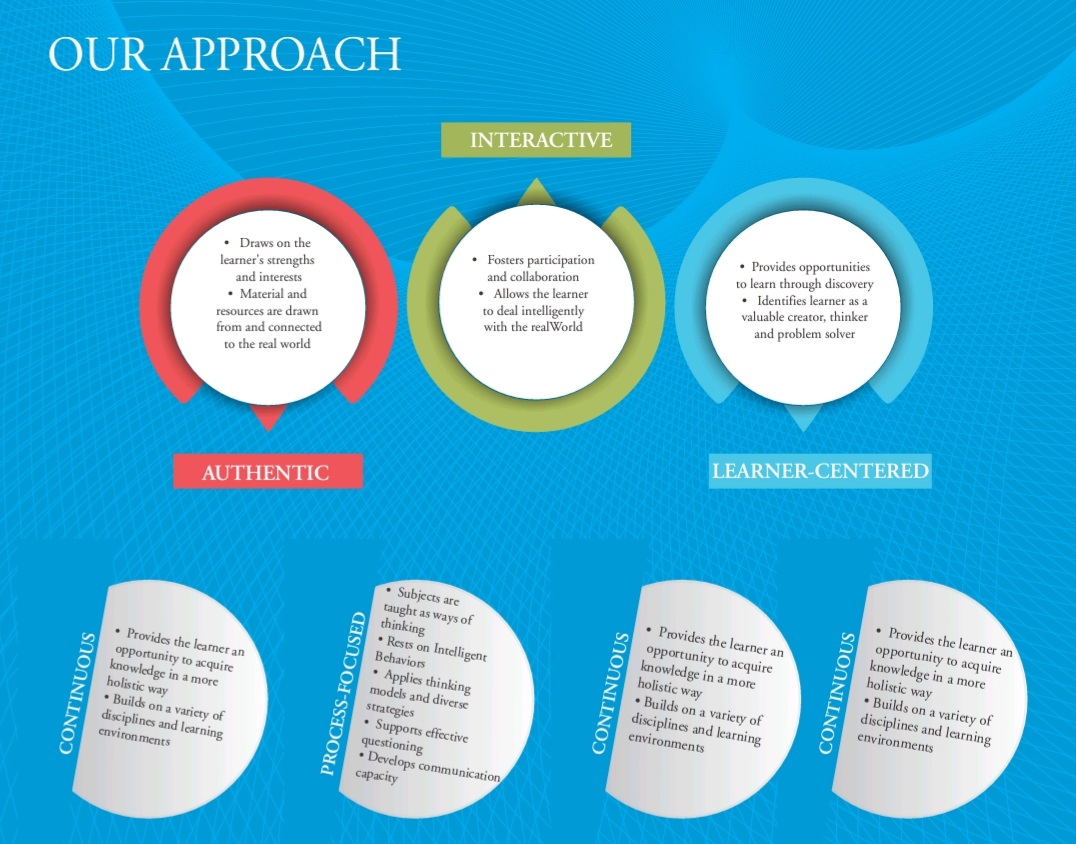 OUR APPROACH
INTERACTIVE
• Draws on the
learner's strengths
and interests
• Material and
resources are drawn
from and connected
to the real world
AUTHENTIC
• Fosters participation
and collaboration
• Allows the learner
to deal intelligently
with the realWorld
• Provides opportunities
to learn through discovery
• Identifies learner as a
valuable creator, thinker
and problem solver
LEARNER-CENTERED
CONTINUOUS
• Provides the learner an
opportunity to acquire
knowledge in a more
holistic way
• Builds on a variety of
disciplines and learning
environments
PROCESS-FOCUSED
• Subjects are
taught as ways of
thinking
• Rests on Intelligent
Behaviors
• Applies thinking
models and diverse
strategies
• Supports effective
questioning
• Develops communication
capacity
CONTINUOUS
• Provides the learner an
opportunity to acquire
knowledge in a more
holistic way
• Builds on a variety of
disciplines and learning
environments
CONTINUOUS
• Provides the learner an
opportunity to acquire
knowledge in a more
holistic way
• Builds on a variety of
disciplines and learning
environments